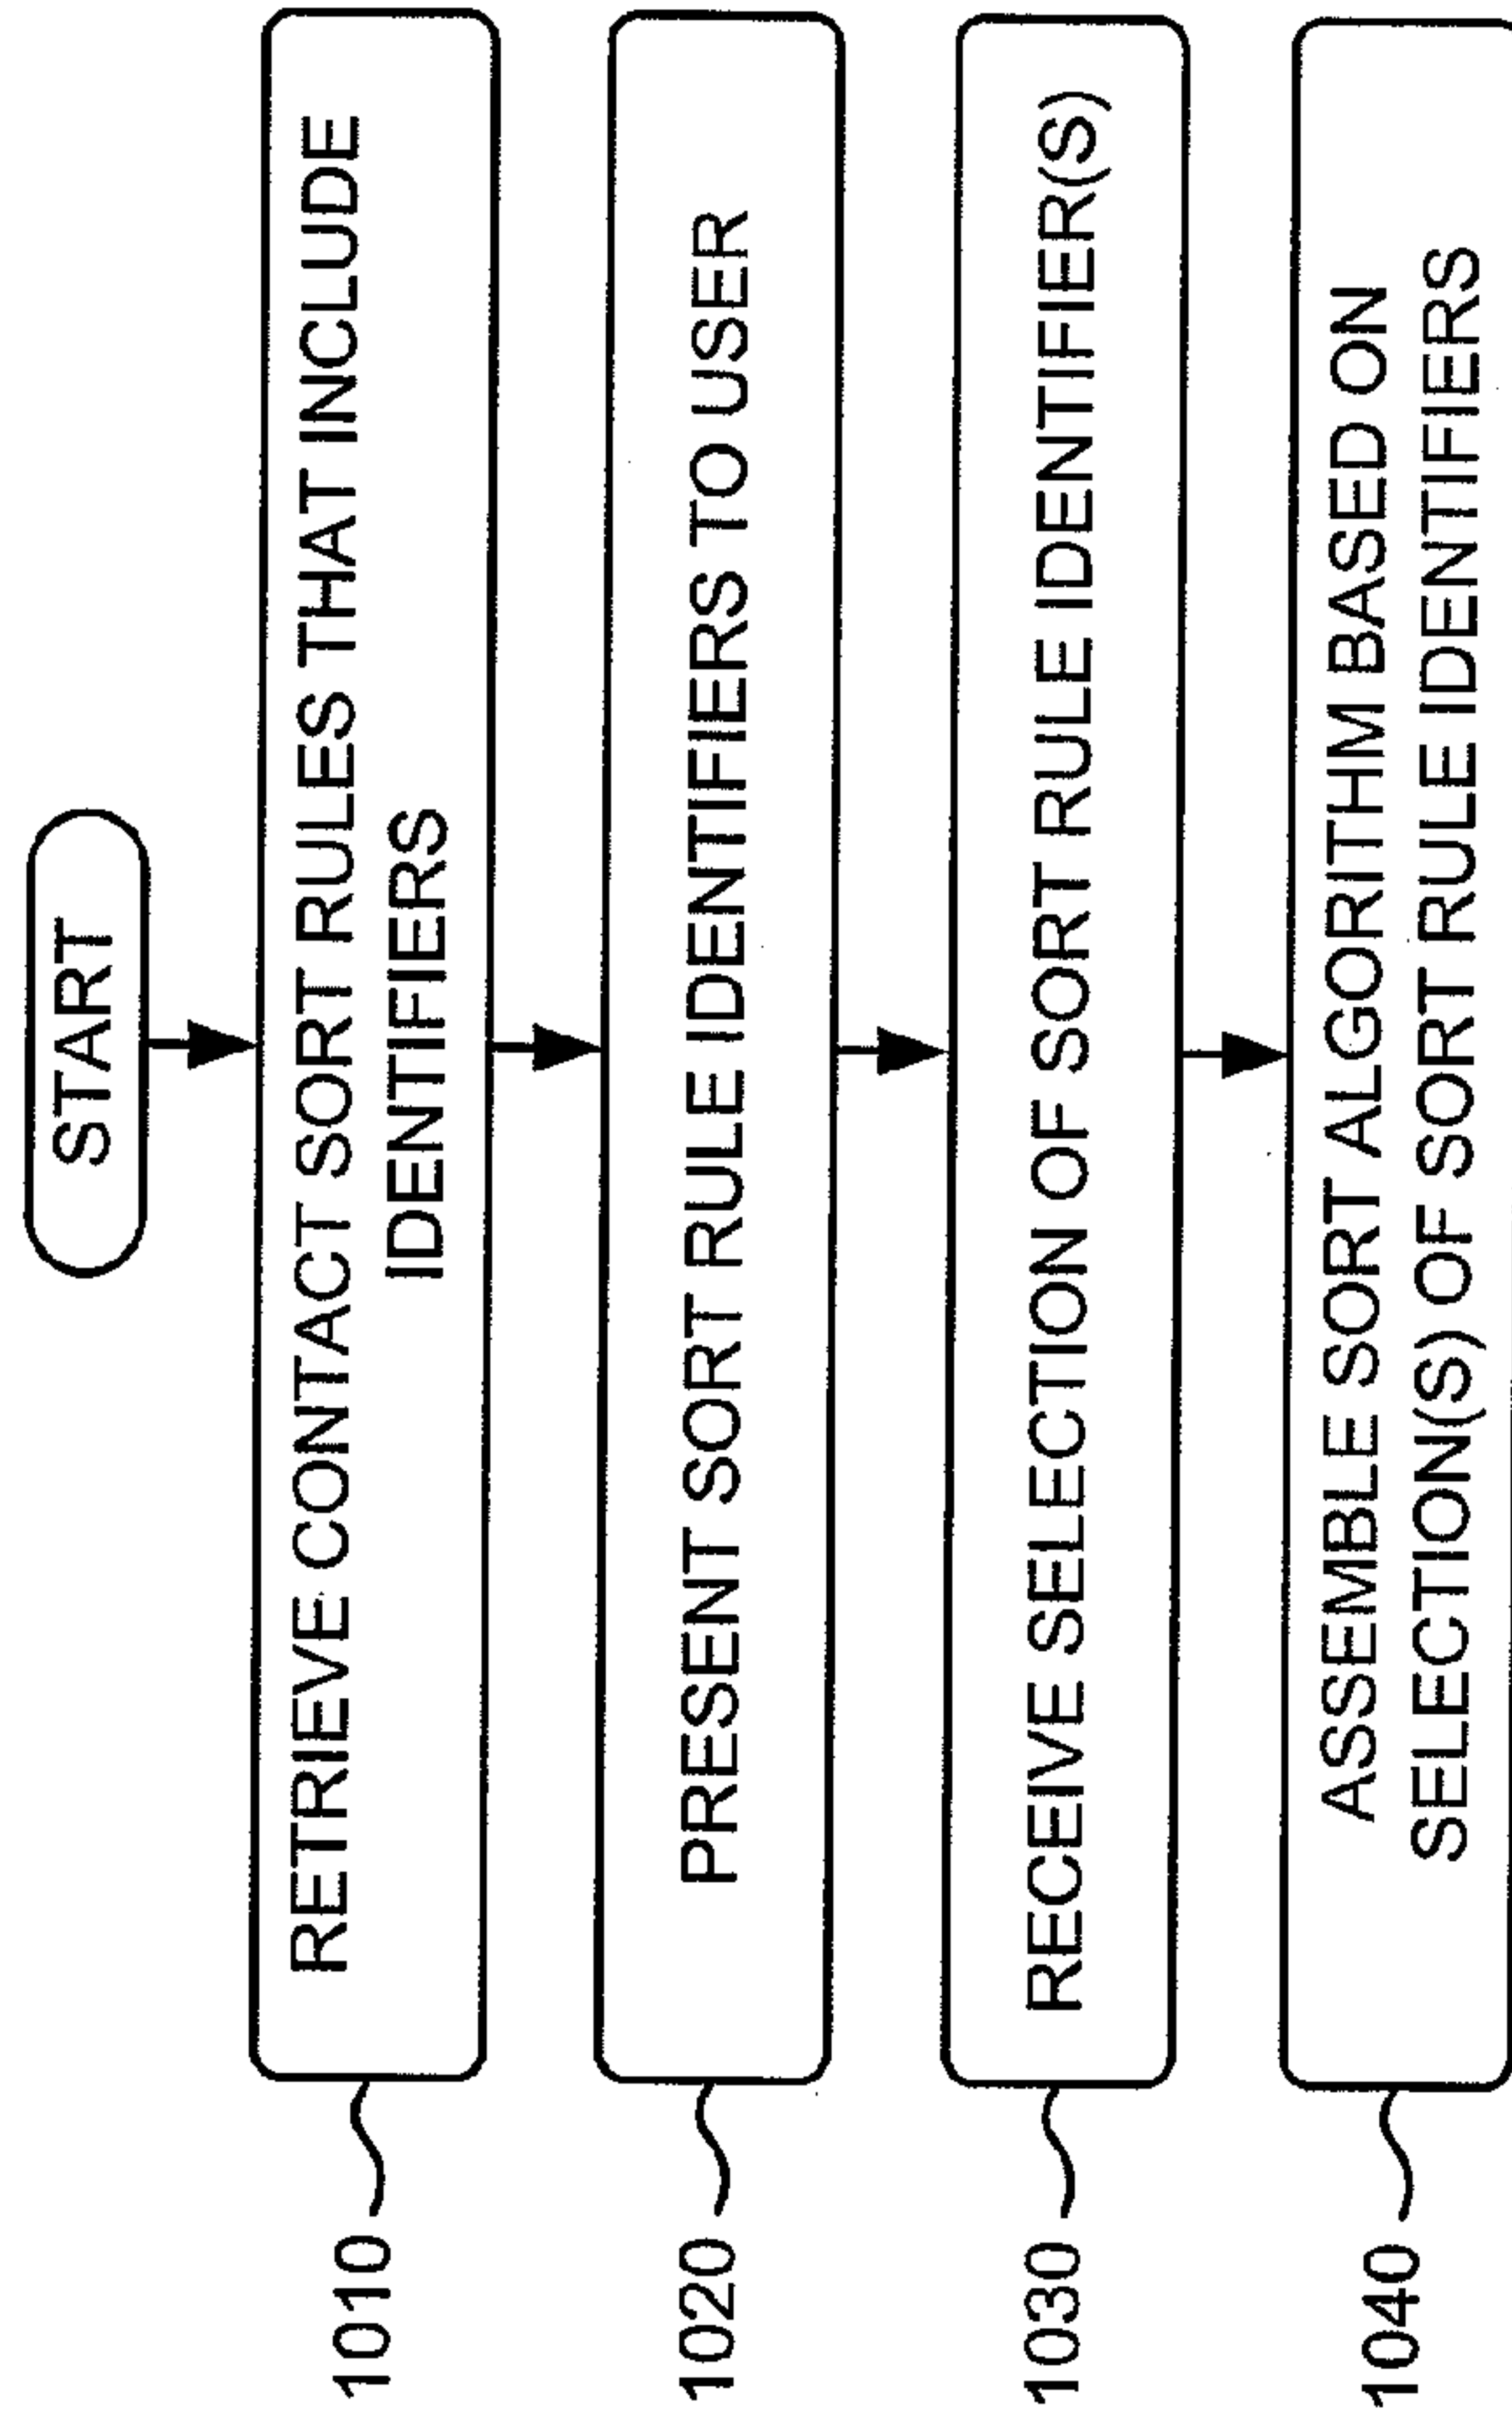 START
1010
RETRIEVE CONTACT SORT RULES THAT INCLUDE
IDENTIFIERS
1020
PRESENT SORT RULE IDENTIFIERS TO USER
1030
RECEIVE SELECTION OF SORT RULE IDENTIFIER(S)
1040
ASSEMBLE SORT ALGORITHM BASED ON
SELECTION(S) OF SORT RULE IDENTIFIERS